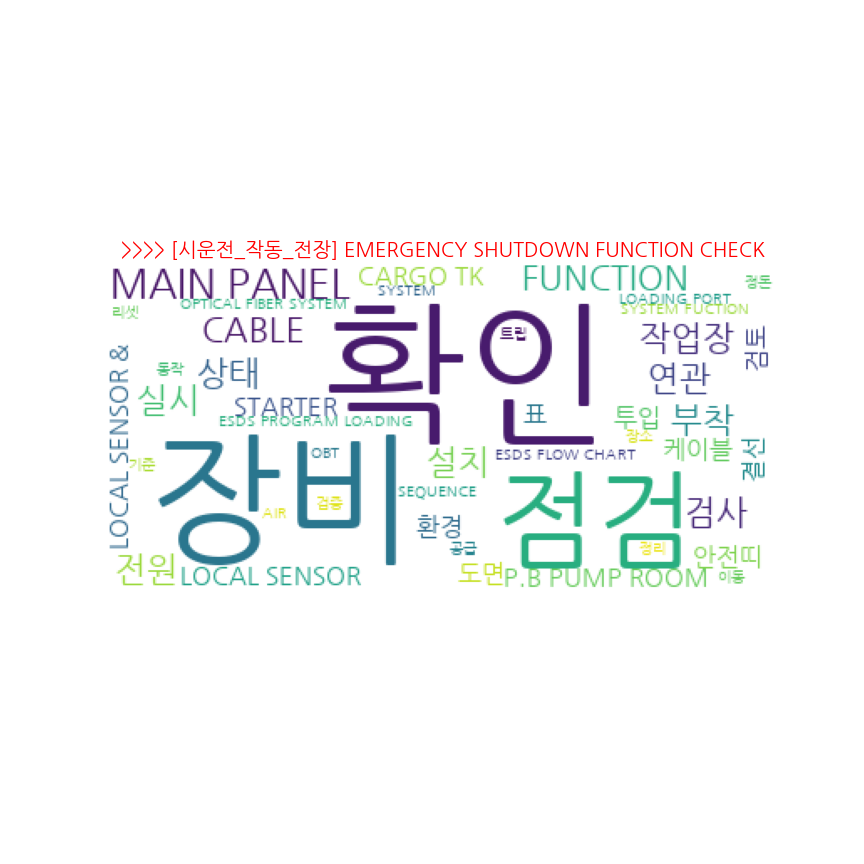 >>>> [시운전_작동_전장] EMERGENCY SHUTDOWN FUNCTION CHECK
MAIN PANEL
CARGO TK
FUNCTION
정돈
SYSTEM
OPTICAL FIBER SYSTEM
LOADING PORT
SYSTEM FUCTION
리셋
CABLE
확인
트립
작업장
검토
LOCAL SENSOR &
동작
상태
연관
실시
STARTER
표
투입
부착
ESDS PROGRAM LOADING
장소
케이블
결선
장비
OBT
ESDS FLOW CHART
기준
설치
점검
SEQUENCE
검사
AIR
검증
환경
공급
정리
안전띠
전원
LOCAL SENSOR
도면
P.B PUMP ROOM
이동